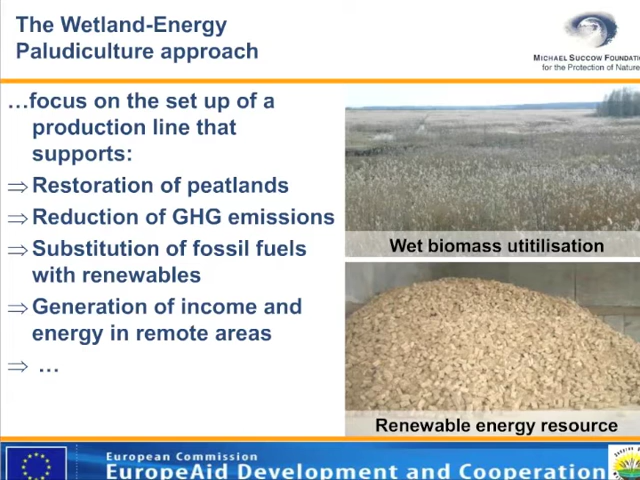 The Wetland-Energy
Paludiculture approach
MICHAEL SUCCOW FOUNDATI
for the Protection of Nature
…focus on the set up of a
production line that
supports:
⇒ Restoration of peatlands
⇒ Reduction of GHG emissions
⇒ Substitution of fossil fuels
with renewables
⇒ Generation of income and
energy in remote areas
⇒ …
Wet biomass utitilisation
Renewable energy resource
European Commission
EuropeAid Development and Cooperation